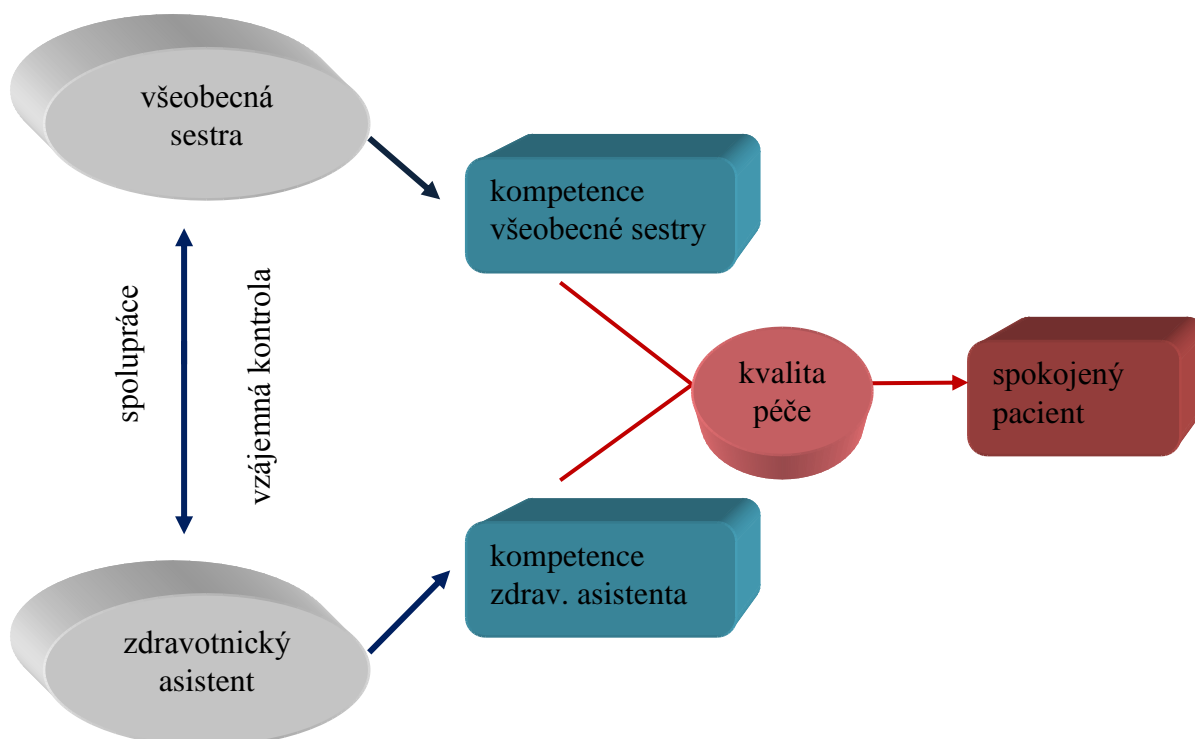 všeobecná
sestra
kompetence
všeobecné sestry
spolupráce
vzájemná kontrola
kvalita
péče
spokojený
pacient
kompetence
zdrav. asistenta
zdravotnický
asistent